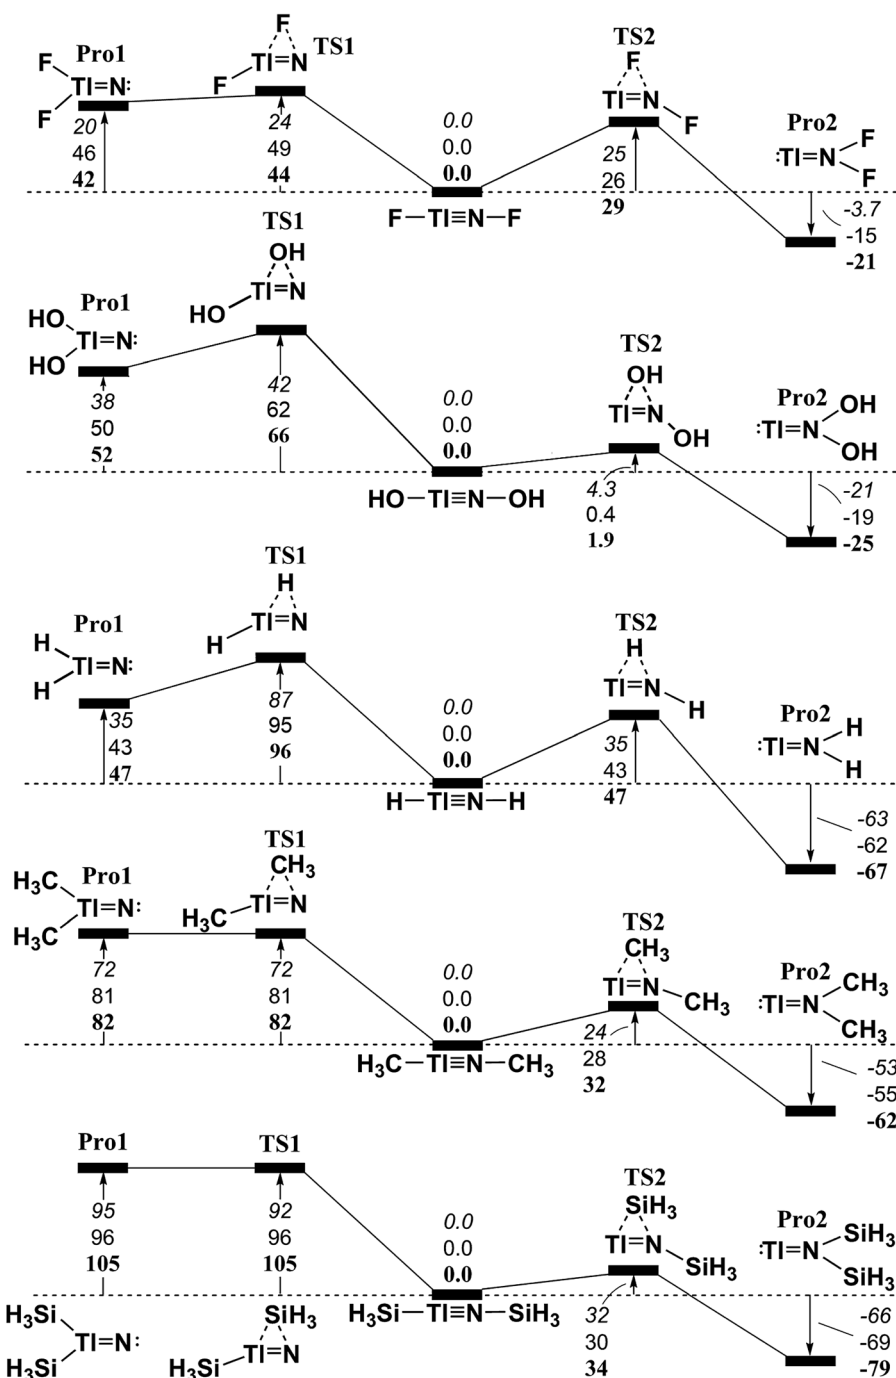 Pro1
F
F
Tl=N:
20
46
42
TS1
F
Tl=N
F
24
49
44
0.0
0.0
0.0
F-Tl≡N-F
TS2
F
Tl=N
F
25
26
29
Pro2
:Tl=N
F
F
-3.7
-15
-21
Pro1
HO
HO
Tl=N:
38
50
52
TS1
OH
Tl=N
HO
42
62
66
0.0
0.0
0.0
HO-Tl≡N-OH
TS2
OH
Tl=N
OH
4.3
0.4
1.9
Pro2
:Tl=N
OH
OH
-21
-19
-25
Pro1
H
H
Tl=N:
35
43
47
TS1
H
Tl=N
H
87
95
96
0.0
0.0
0.0
H-Tl≡N-H
TS2
H
Tl=N
H
35
43
47
Pro2
:Tl=N
H
H
-63
-62
-67
Pro1
H₃C
H₃C
Tl=N:
72
81
82
TS1
CH₃
Tl=N
H₃C
72
81
82
0.0
0.0
0.0
H₃C-Tl≡N-CH₃
TS2
CH₃
Tl=N
CH₃
24
28
32
Pro2
:Tl=N
CH₃
CH₃
-53
-55
-62
Pro1
95
96
105
H₃Si
H₃Si
Tl=N:
TS1
92
96
105
SiH₃
Tl=N
H₃Si
0.0
0.0
0.0
H₃Si-Tl≡N-SiH₃
TS2
SiH₃
Tl=N
SiH₃
32
30
34
Pro2
:Tl=N
SiH₃
SiH₃
-66
-69
-79